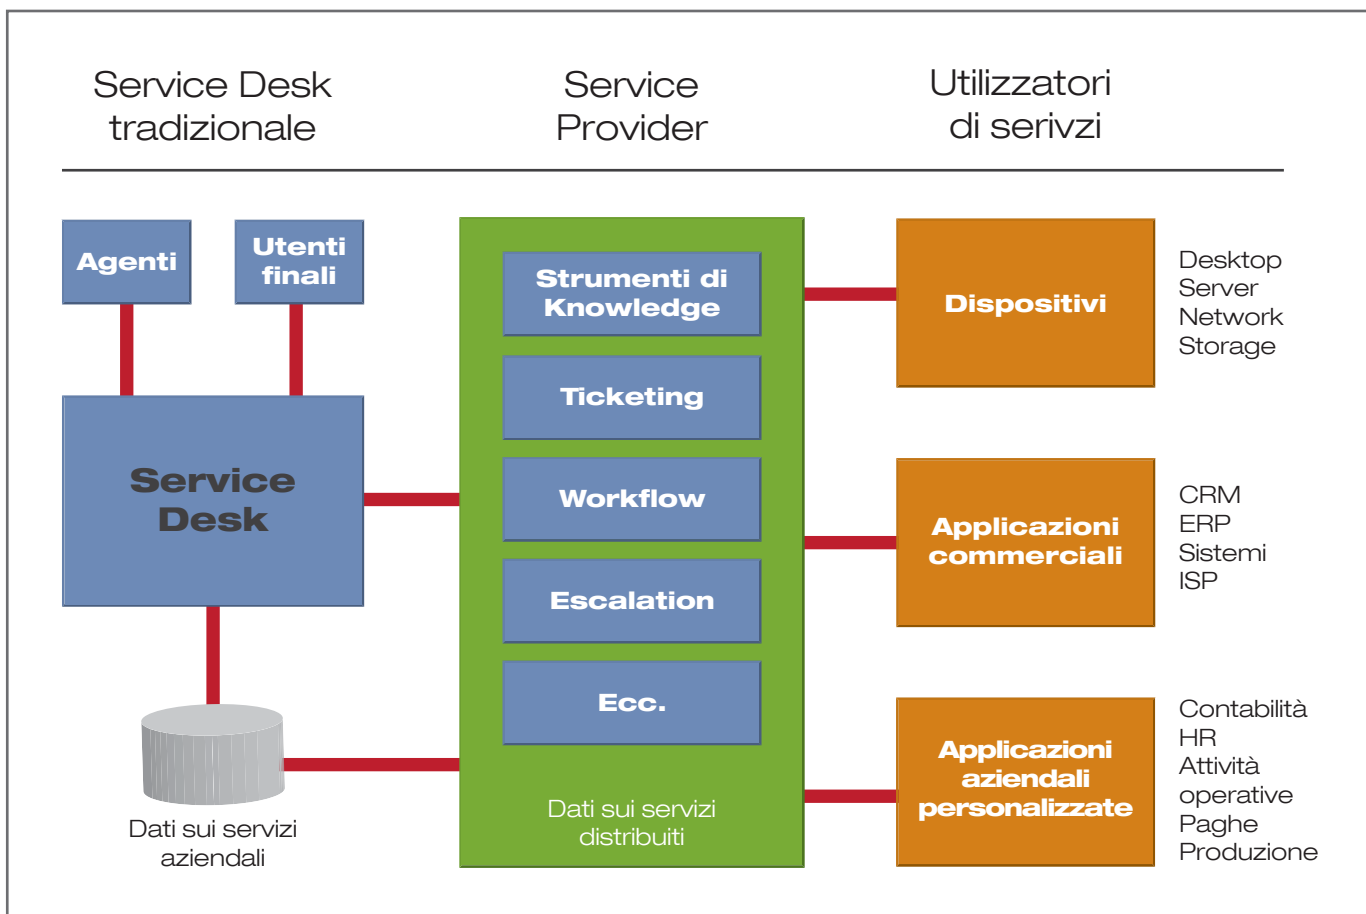 Service Desk
tradizionale
Service
Provider
Utilizzatori
di serivzi
Agenti
Utenti
finali
Service
Desk
Dati sui servizi
aziendali
Strumenti di
Knowledge
Ticketing
Workflow
Escalation
Ecc.
Dati sui servizi
distribuiti
Dispositivi
Desktop
Server
Network
Storage
Applicazioni
commerciali
CRM
ERP
Sistemi
ISP
Applicazioni
aziendali
personalizzate
Contabilità
HR
Attività
operative
Paghe
Produzione